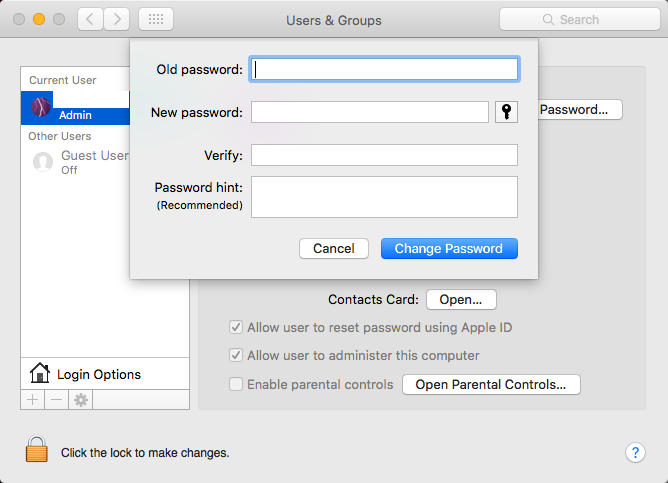 Users & Groups
Search
Old password:
New password:
Verify:
Password hint:
(Recommended)
Cancel
Change Password
Current User
Admin
Other Users
Guest User
Off
Login Options
Password...
Contacts Card:
Open...
Allow user to reset password using Apple ID
Allow user to administer this computer
Enable parental controls
Open Parental Controls...
Click the lock to make changes.
?